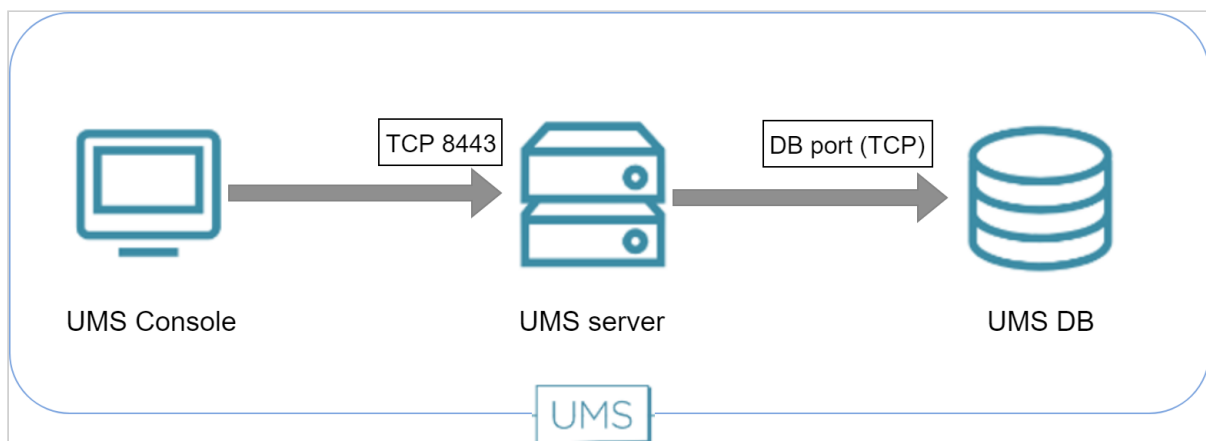 TCP 8443
DB port (TCP)
UMS Console
UMS server
UMS DB
UMS